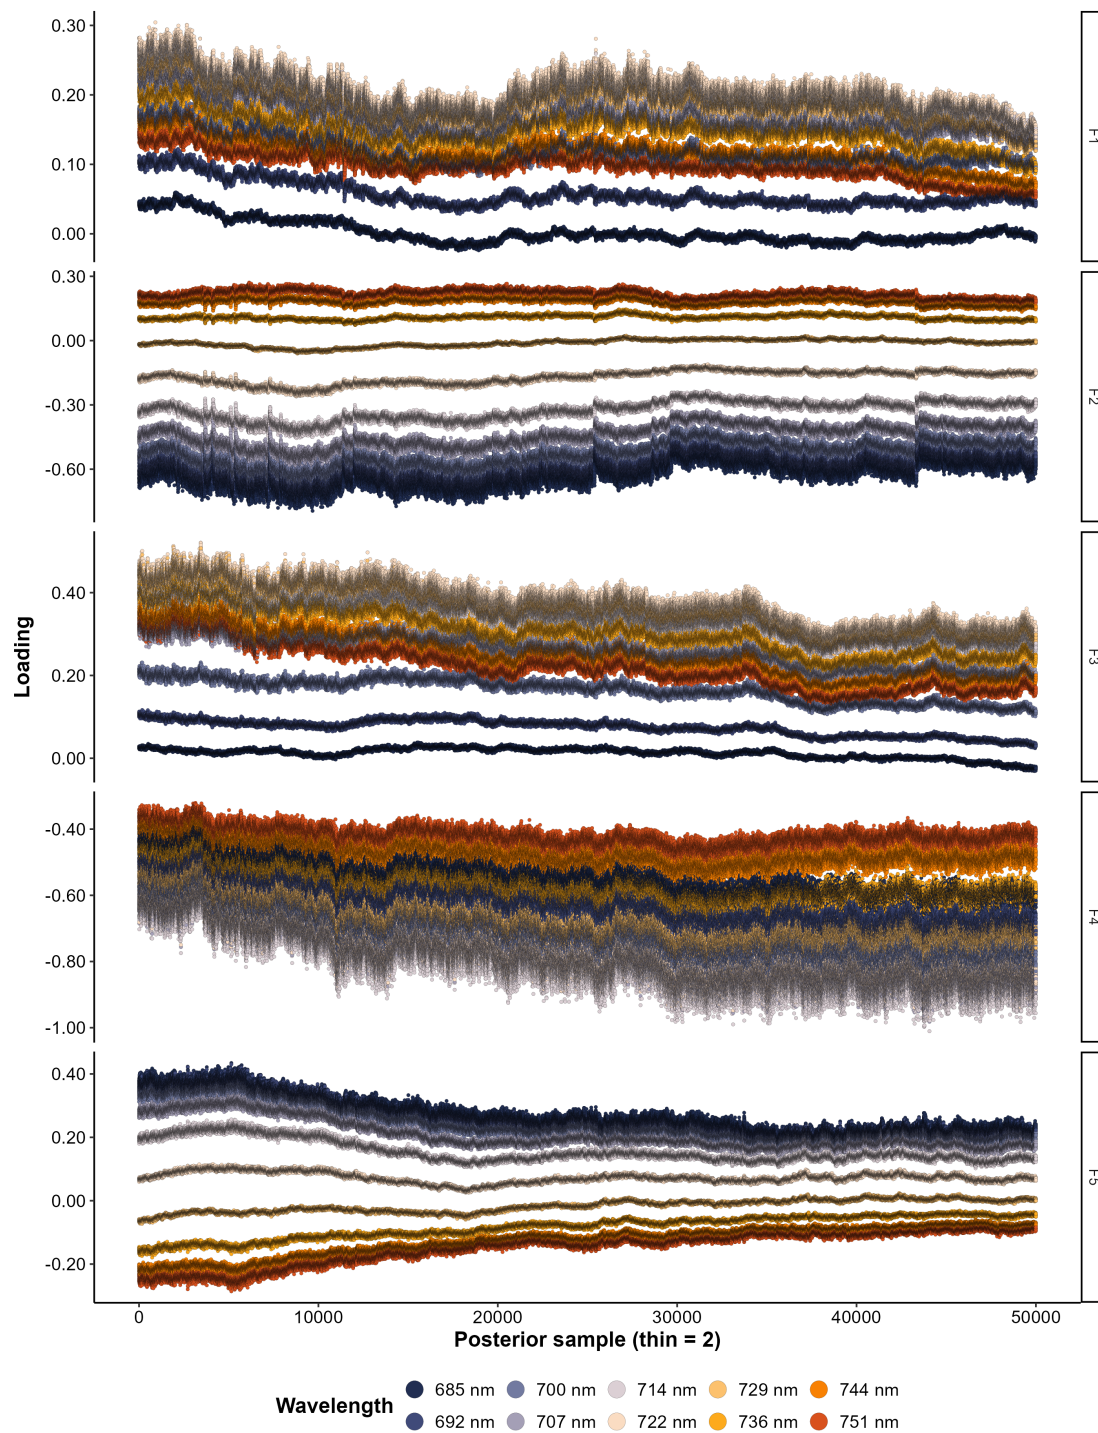 0.30
0.20
0.10
0.00
F1
0.30
0.00
-0.30
-0.60
F2
0.40
0.20
0.00
F3
-0.40
-0.60
-0.80
-1.00
F4
0.40
0.20
0.00
-0.20
F5
Loading
0 10000 20000 30000 40000 50000
Posterior sample (thin = 2)
Wavelength
685 nm 700 nm 714 nm 729 nm 744 nm
692 nm 707 nm 722 nm 736 nm 751 nm